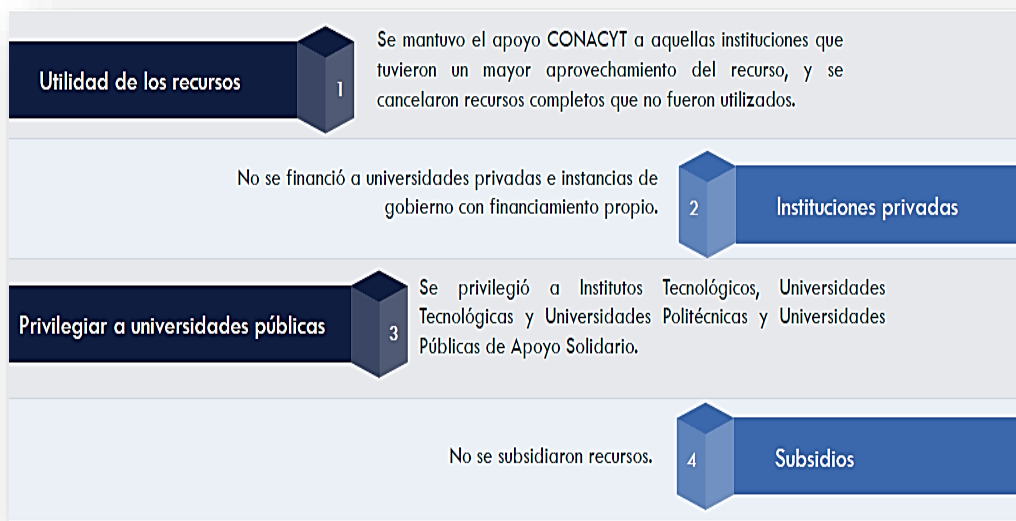 Utilidad de los recursos
1
Se mantuvo el apoyo CONACYT a aquellas instituciones que
tuvieron un mayor aprovechamiento del recurso, y se
cancelaron recursos completos que no fueron utilizados.
No se financió a universidades privadas e instancias de
gobierno con financiamiento propio.
2
Instituciones privadas
Privilegiar a universidades públicas
3
Se privilegió a Institutos Tecnológicos, Universidades
Tecnológicas y Universidades Politécnicas y Universidades
Públicas de Apoyo Solidario.
No se subsidiaron recursos.
4
Subsidios